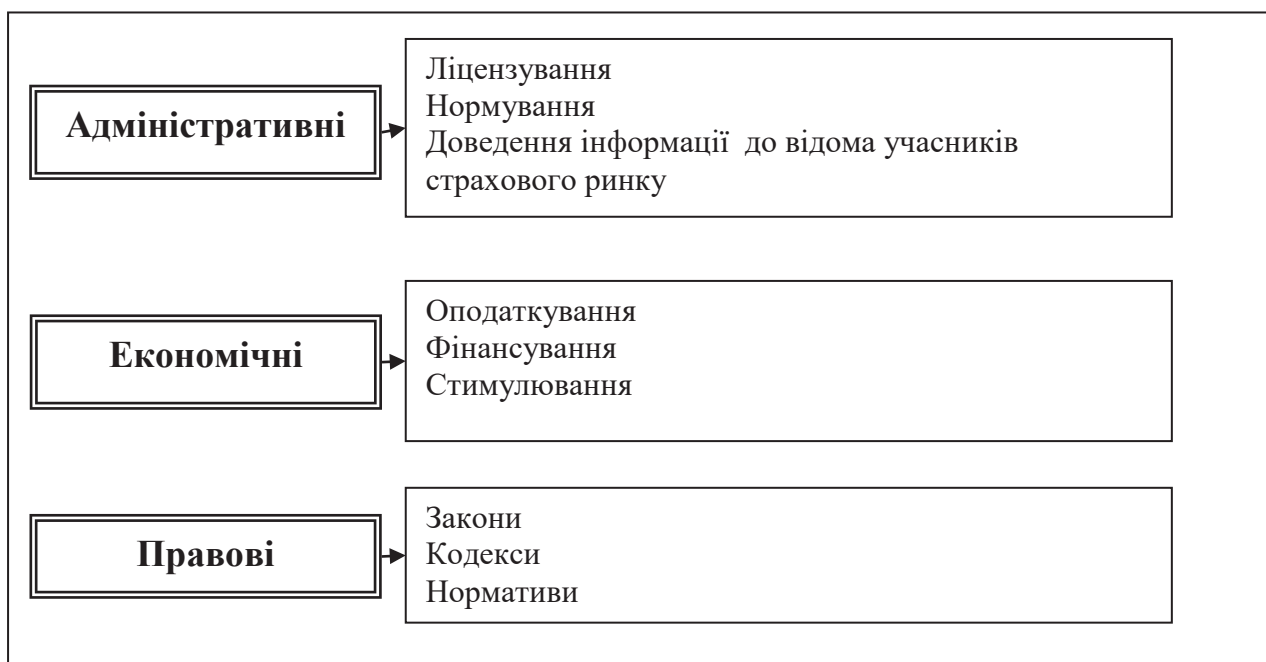 Адміністративні
Ліцензування
Нормування
Доведення інформації  до відома учасників
страхового ринку
Економічні
Оподаткування
Фінансування
Стимулювання
Правові
Закони
Кодекси
Нормативи